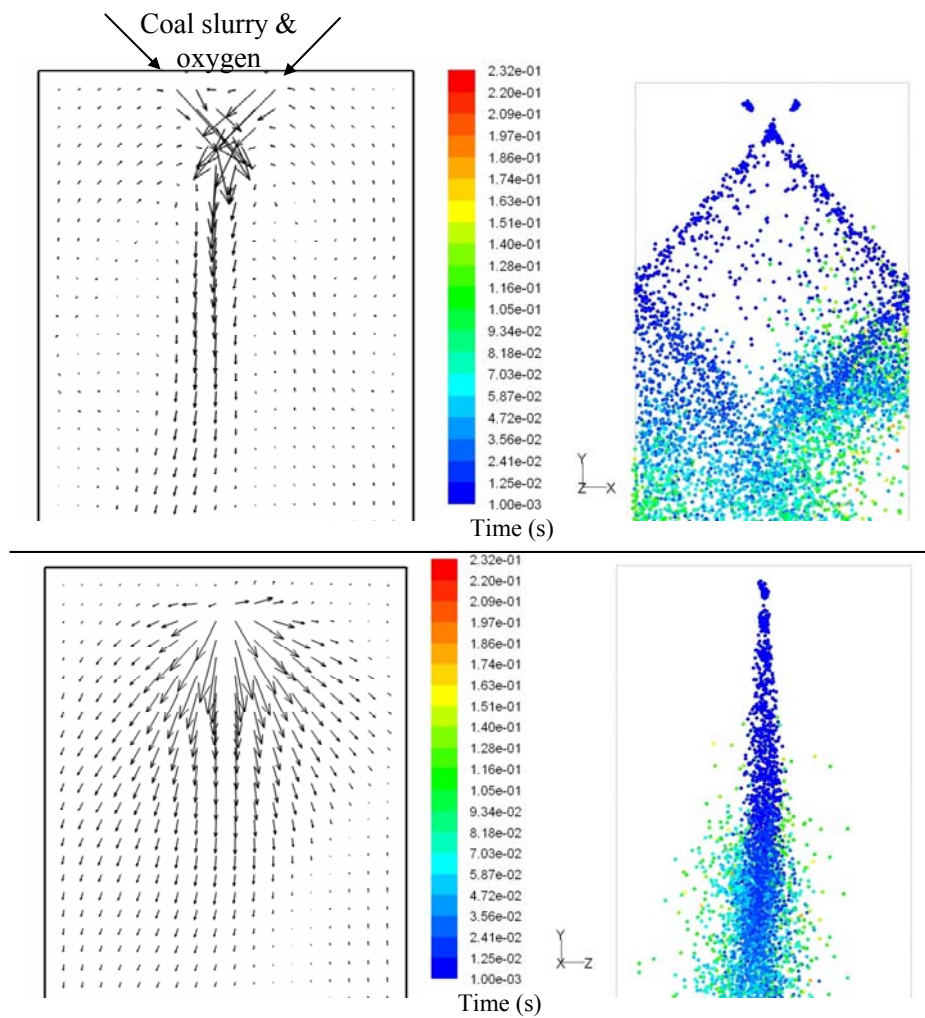 Coal slurry &
oxygen
2.32e-01
2.20e-01
2.09e-01
1.97e-01
1.86e-01
1.74e-01
1.63e-01
1.51e-01
1.40e-01
1.28e-01
1.16e-01
1.05e-01
9.34e-02
8.18e-02
7.03e-02
5.87e-02
4.72e-02
3.56e-02
2.41e-02
1.25e-02
1.00e-03
Time (s)
Y
Z X
2.32e-01
2.20e-01
2.09e-01
1.97e-01
1.86e-01
1.74e-01
1.63e-01
1.51e-01
1.40e-01
1.28e-01
1.16e-01
1.05e-01
9.34e-02
8.18e-02
7.03e-02
5.87e-02
4.72e-02
3.56e-02
2.41e-02
1.25e-02
1.00e-03
Time (s)
Y
X Z